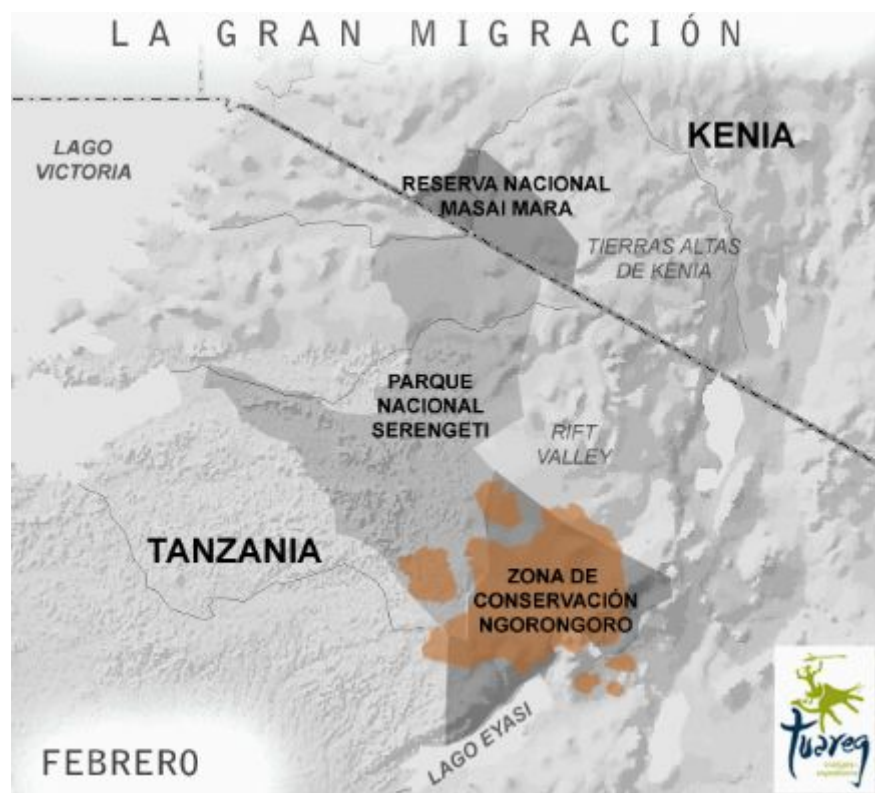 LA GRAN MIGRACIÓN
LAGO
VICTORIA
KENIA
RESERVA NACIONAL
MASAI MARA
TIERRAS ALTAS
DE KENIA
PARQUE
NACIONAL
SERENGETI
RIFT
VALLEY
TANZANIA
ZONA DE
CONSERVACIÓN
NGORONGORO
LAGO EYASI
FEBRERO
tuareg